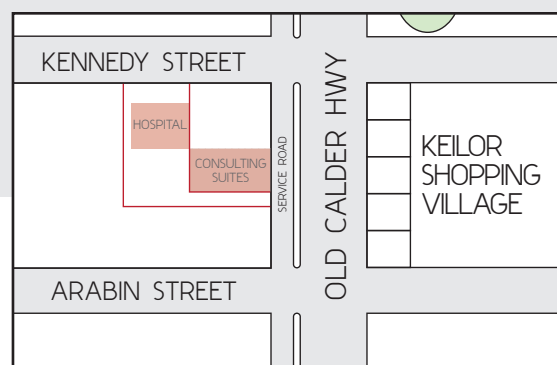 KENNEDY STREET
HOSPITAL
CONSULTING
SUITES
SERVICE ROAD
OLD CALDER HWY
KEILOR
SHOPPING
VILLAGE
ARABIN STREET